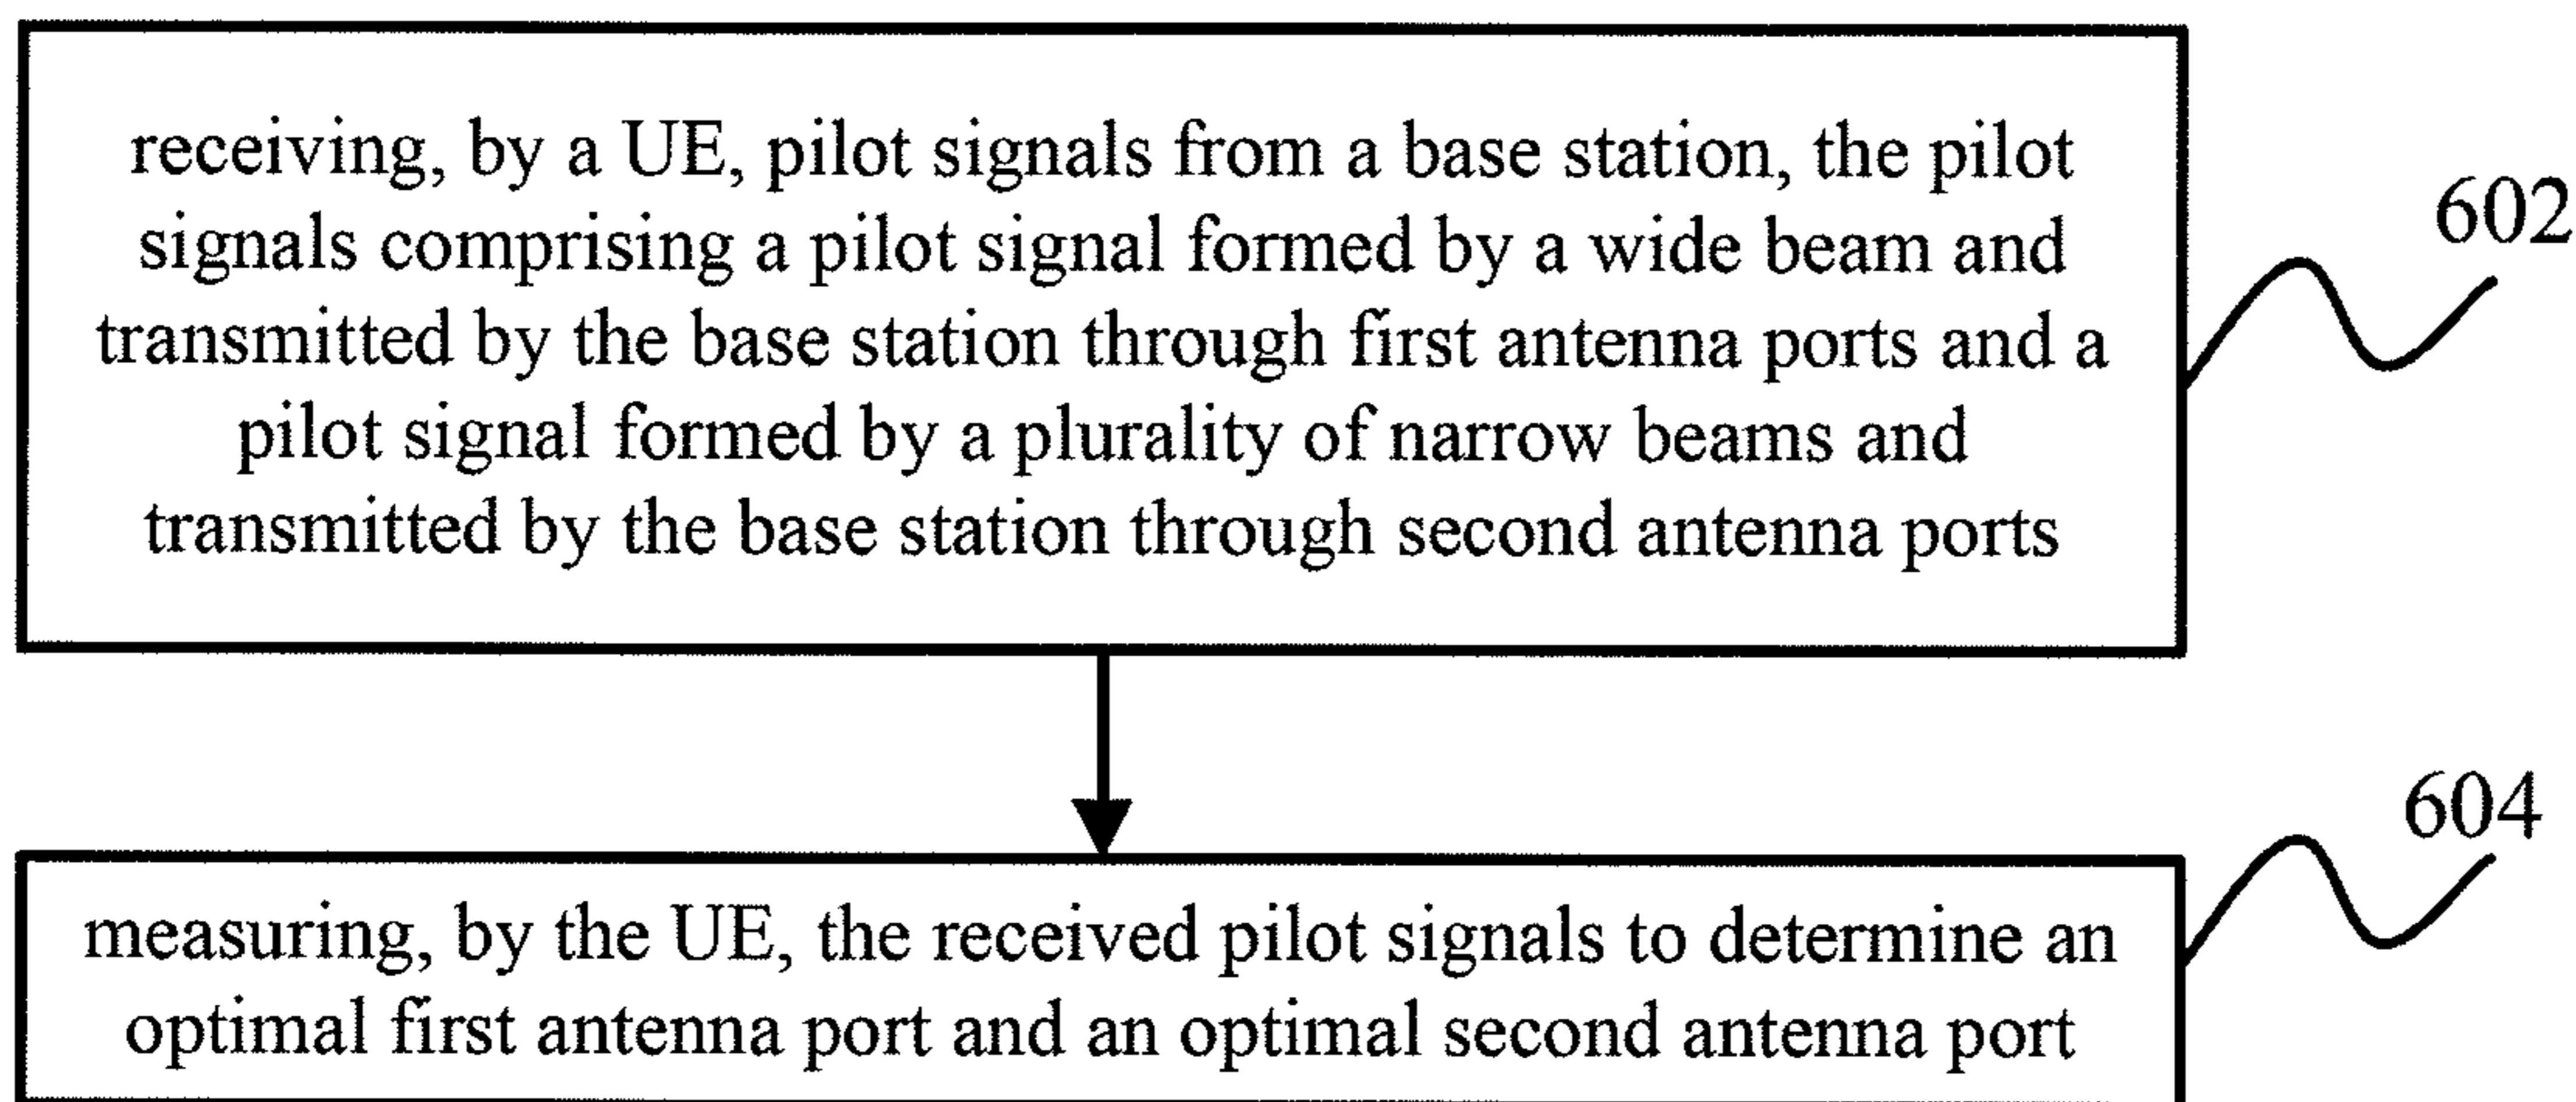 receiving, by a UE, pilot signals from a base station, the pilot
signals comprising a pilot signal formed by a wide beam and
transmitted by the base station through first antenna ports and a
pilot signal formed by a plurality of narrow beams and
transmitted by the base station through second antenna ports
602
604
measuring, by the UE, the received pilot signals to determine an
optimal first antenna port and an optimal second antenna port